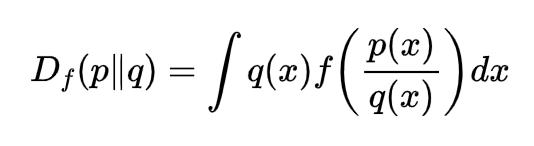 D_f(p‖q) = ∫ q(x) f(p(x)/q(x)) dx